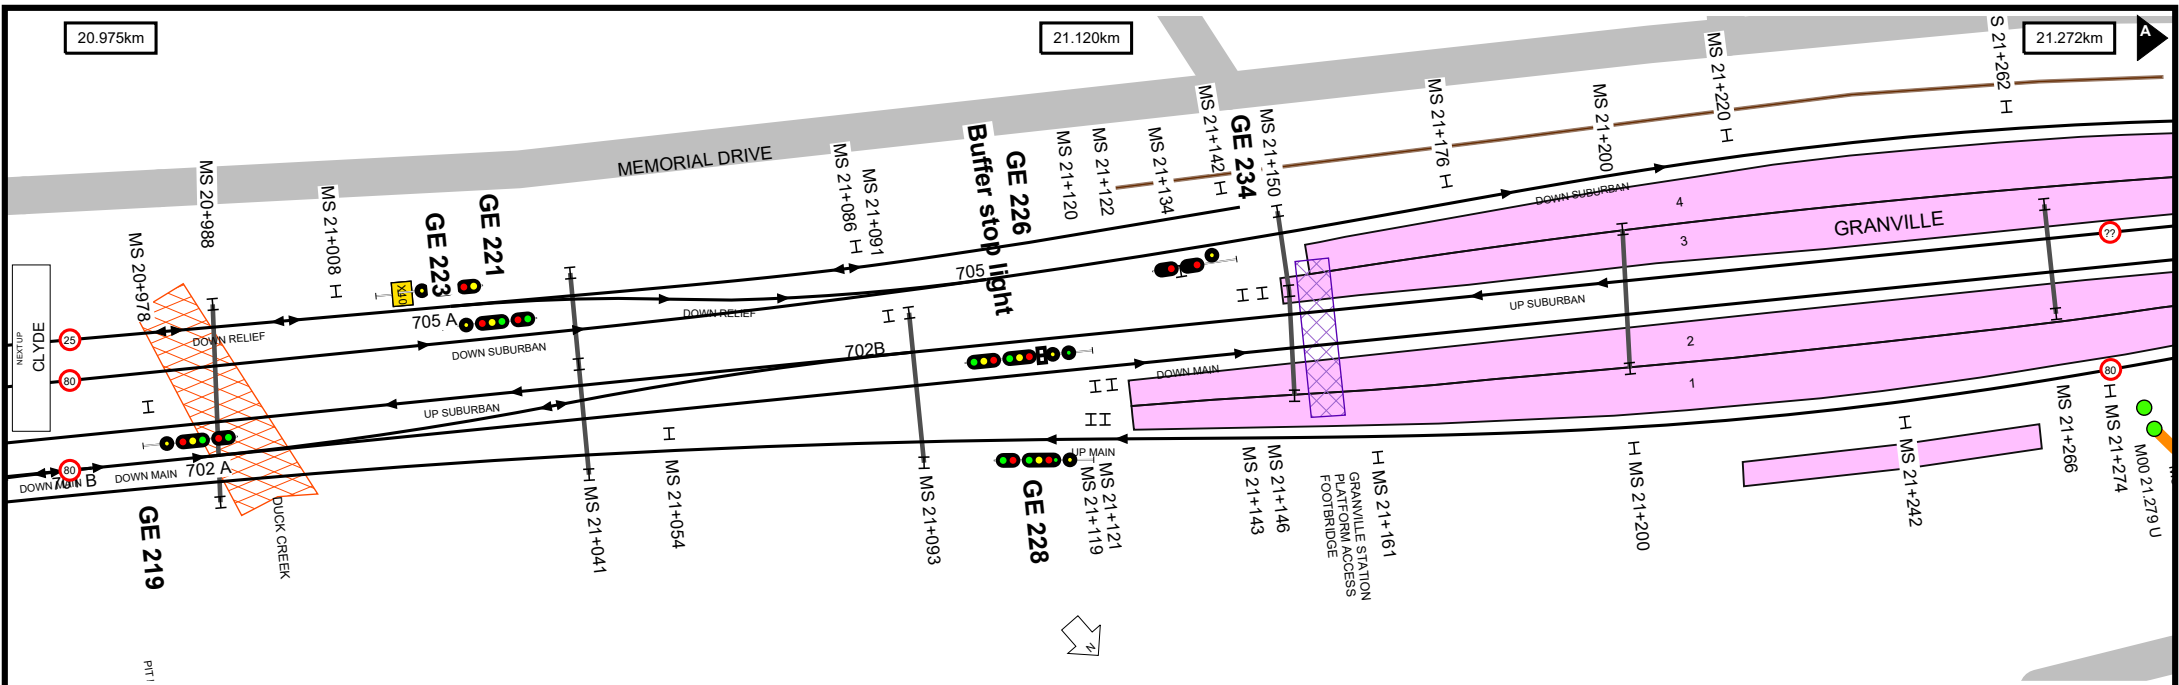 20.975km
21.120km
21.272km
A
MEMORIAL DRIVE
NEXT UP
CLYDE
MS 20+978
MS 20+988
MS 21+008
GE 223
GE 221
MS 21+086
MS 21+091
Buffer stop light
GE 226
MS 21+120
MS 21+122
MS 21+134
MS 21+142
GE 234
MS 21+150
MS 21+176
MS 21+200
MS 21+220
S 21+262
X40
25
80
80
??
80
DOWN RELIEF
705 A
DOWN SUBURBAN
DOWN RELIEF
705
DOWN SUBURBAN
4
3
GRANVILLE
UP SUBURBAN
702B
UP SUBURBAN
DOWN MAIN
2
1
DOWN MAIN
B
DOWN MAIN
702 A
UP MAIN
GE 219
DUCK CREEK
MS 21+041
MS 21+054
MS 21+093
GE 228
MS 21+119
MS 21+121
MS 21+143
MS 21+146
GRANVILLE STATION
PLATFORM ACCESS
FOOTBRIDGE
MS 21+161
MS 21+200
MS 21+242
MS 21+266
MS 21+274
M00 21.279 U
N